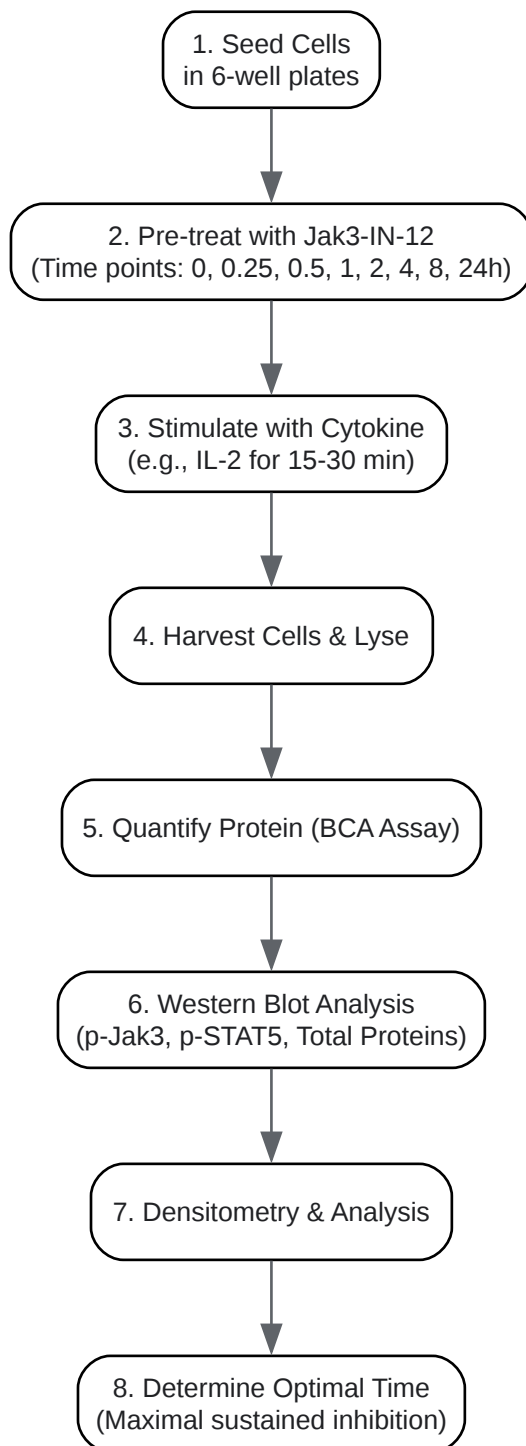 1. Seed Cells
in 6-well plates
2. Pre-treat with Jak3-IN-12
(Time points: 0, 0.25, 0.5, 1, 2, 4, 8, 24h)
3. Stimulate with Cytokine
(e.g., IL-2 for 15-30 min)
4. Harvest Cells & Lyse
5. Quantify Protein (BCA Assay)
6. Western Blot Analysis
(p-Jak3, p-STAT5, Total Proteins)
7. Densitometry & Analysis
8. Determine Optimal Time
(Maximal sustained inhibition)